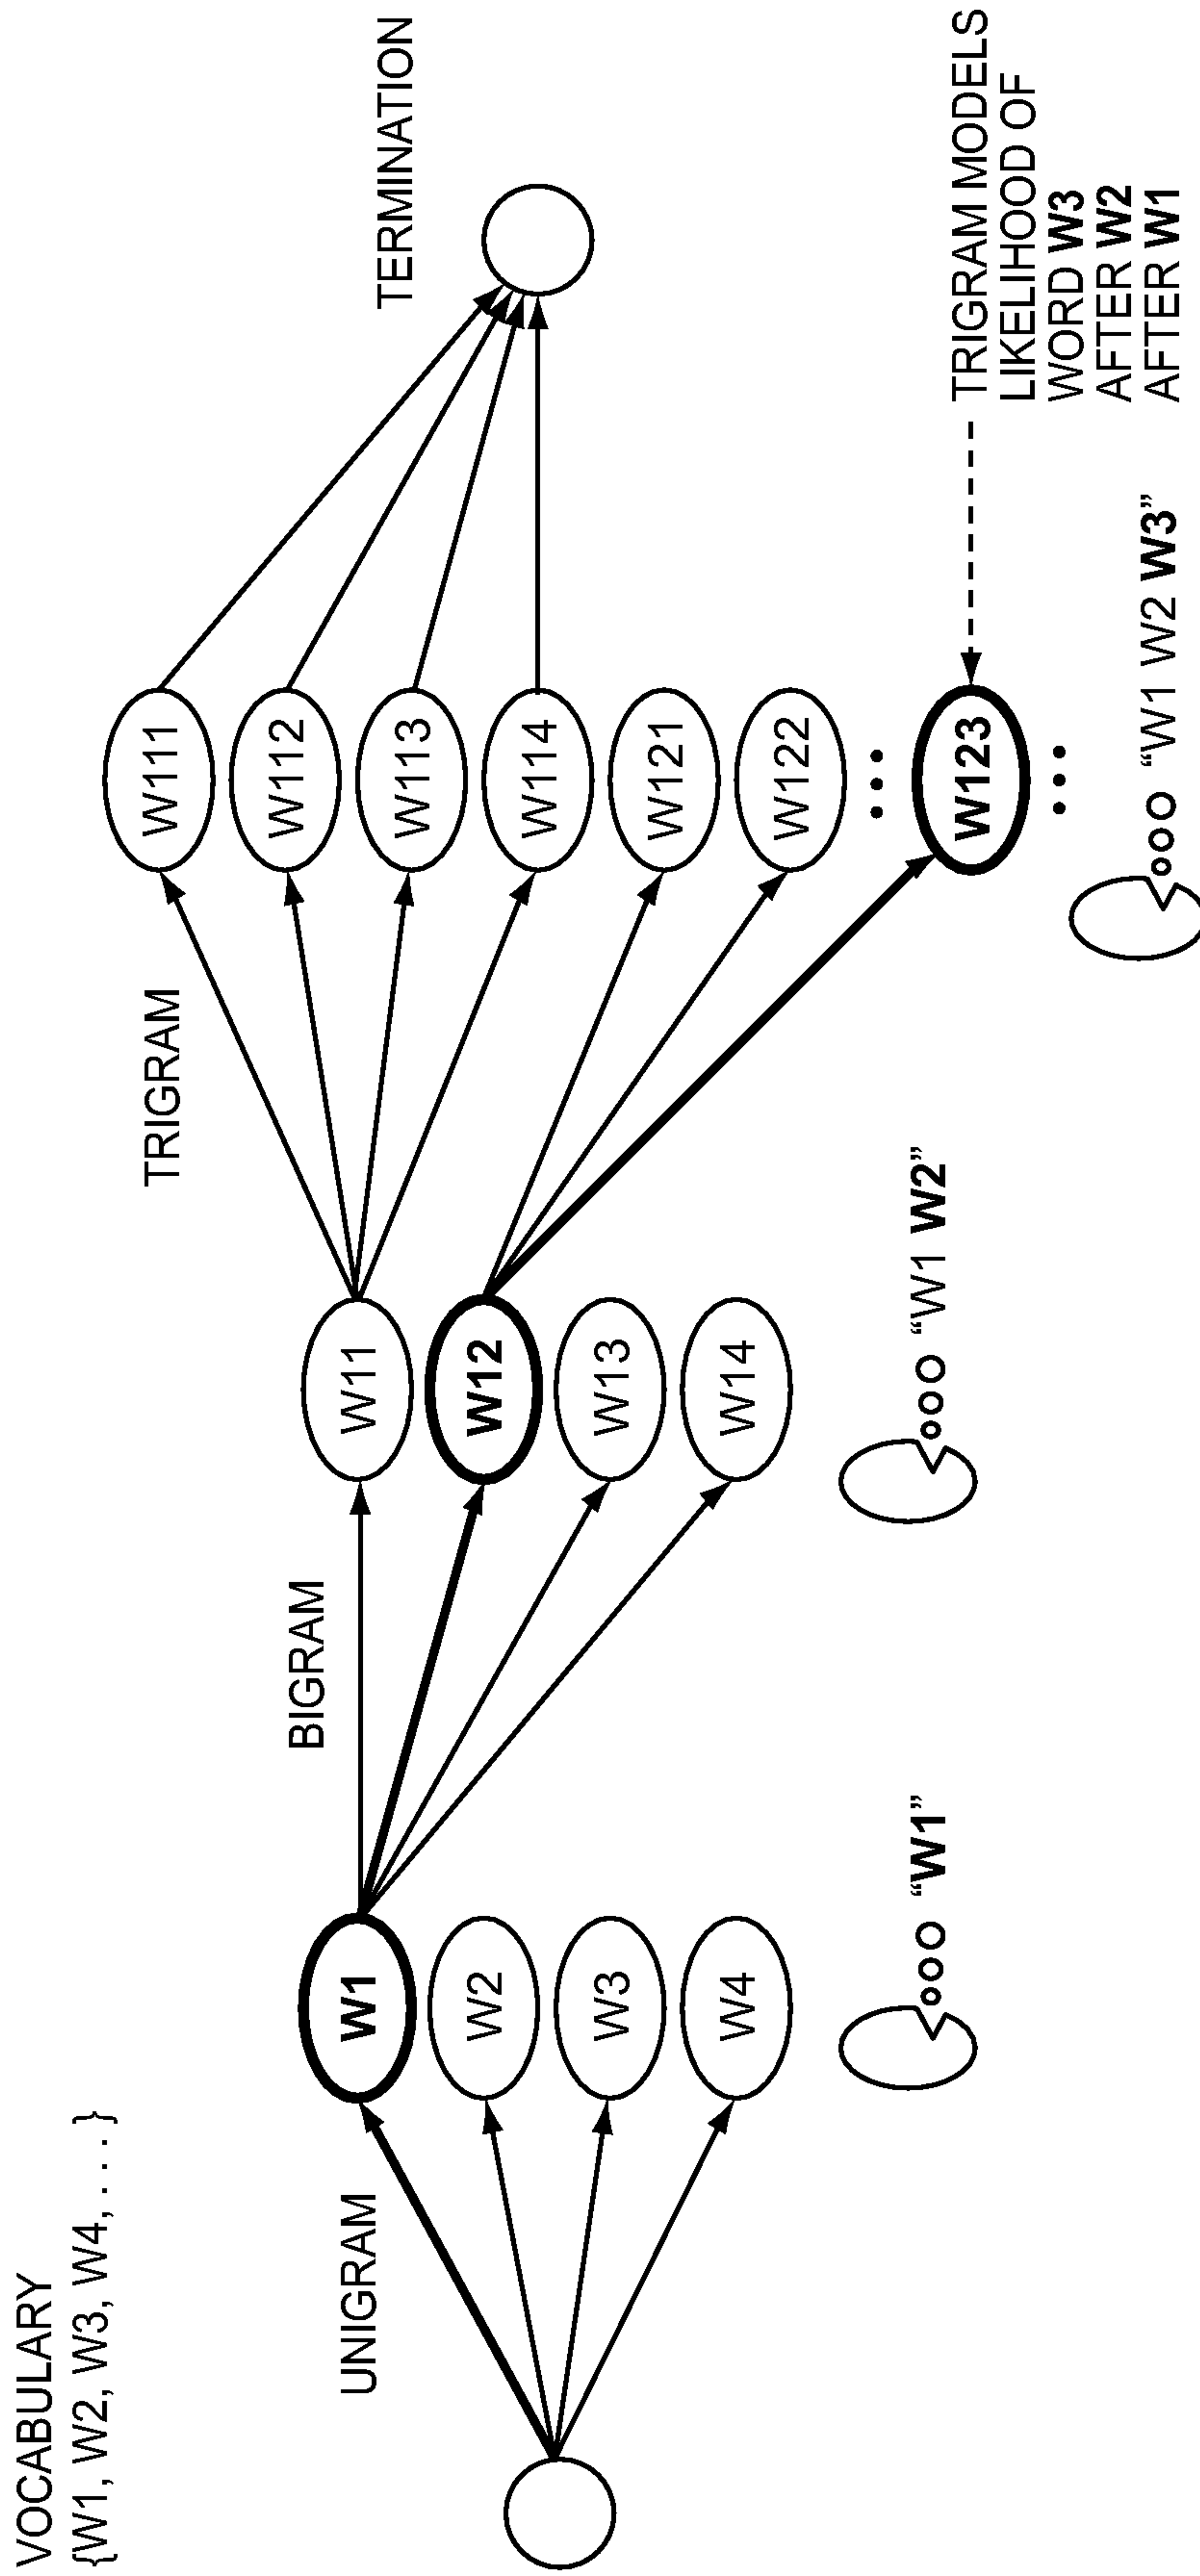 VOCABULARY
{W1, W2, W3, W4, . . . }
UNIGRAM
W1
W2
W3
W4
“W1”
BIGRAM
W11
W12
W13
W14
“W1 W2”
TRIGRAM
W111
W112
W113
W114
W121
W122
W123
“W1 W2 W3”
TERMINATION
TRIGRAM MODELS
LIKELIHOOD OF
WORD W3
AFTER W2
AFTER W1